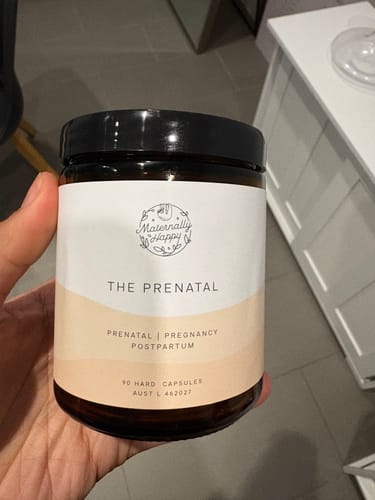 Maternally
Happy
THE PRENATAL
PRENATAL | PREGNANCY
POSTPARTUM
90 HARD CAPSULES
AUST L 462027